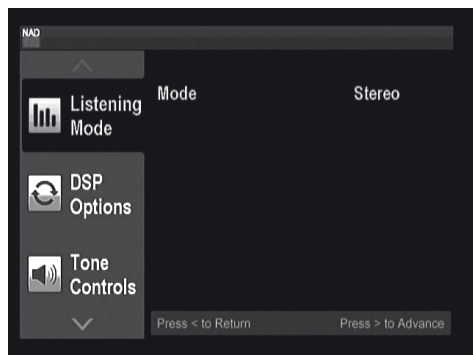 NAD
Listening
Mode
Mode Stereo
DSP
Options
Tone
Controls
Press < to Return Press > to Advance